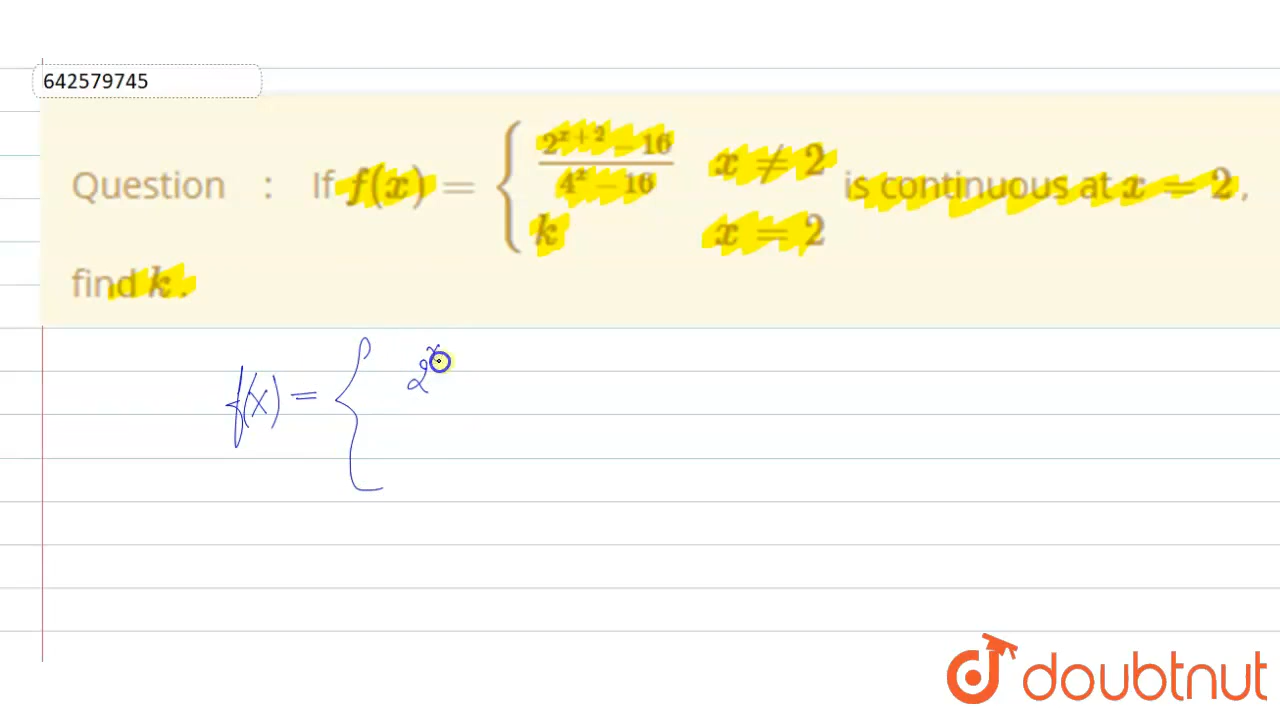 642579745
Question : If f(x) = { (2^{x+2} − 16)/(4^x − 16)  x ≠ 2
k  x = 2 is continuous at x = 2 ,
find k .
f(x) = { 2^x
doubtnut